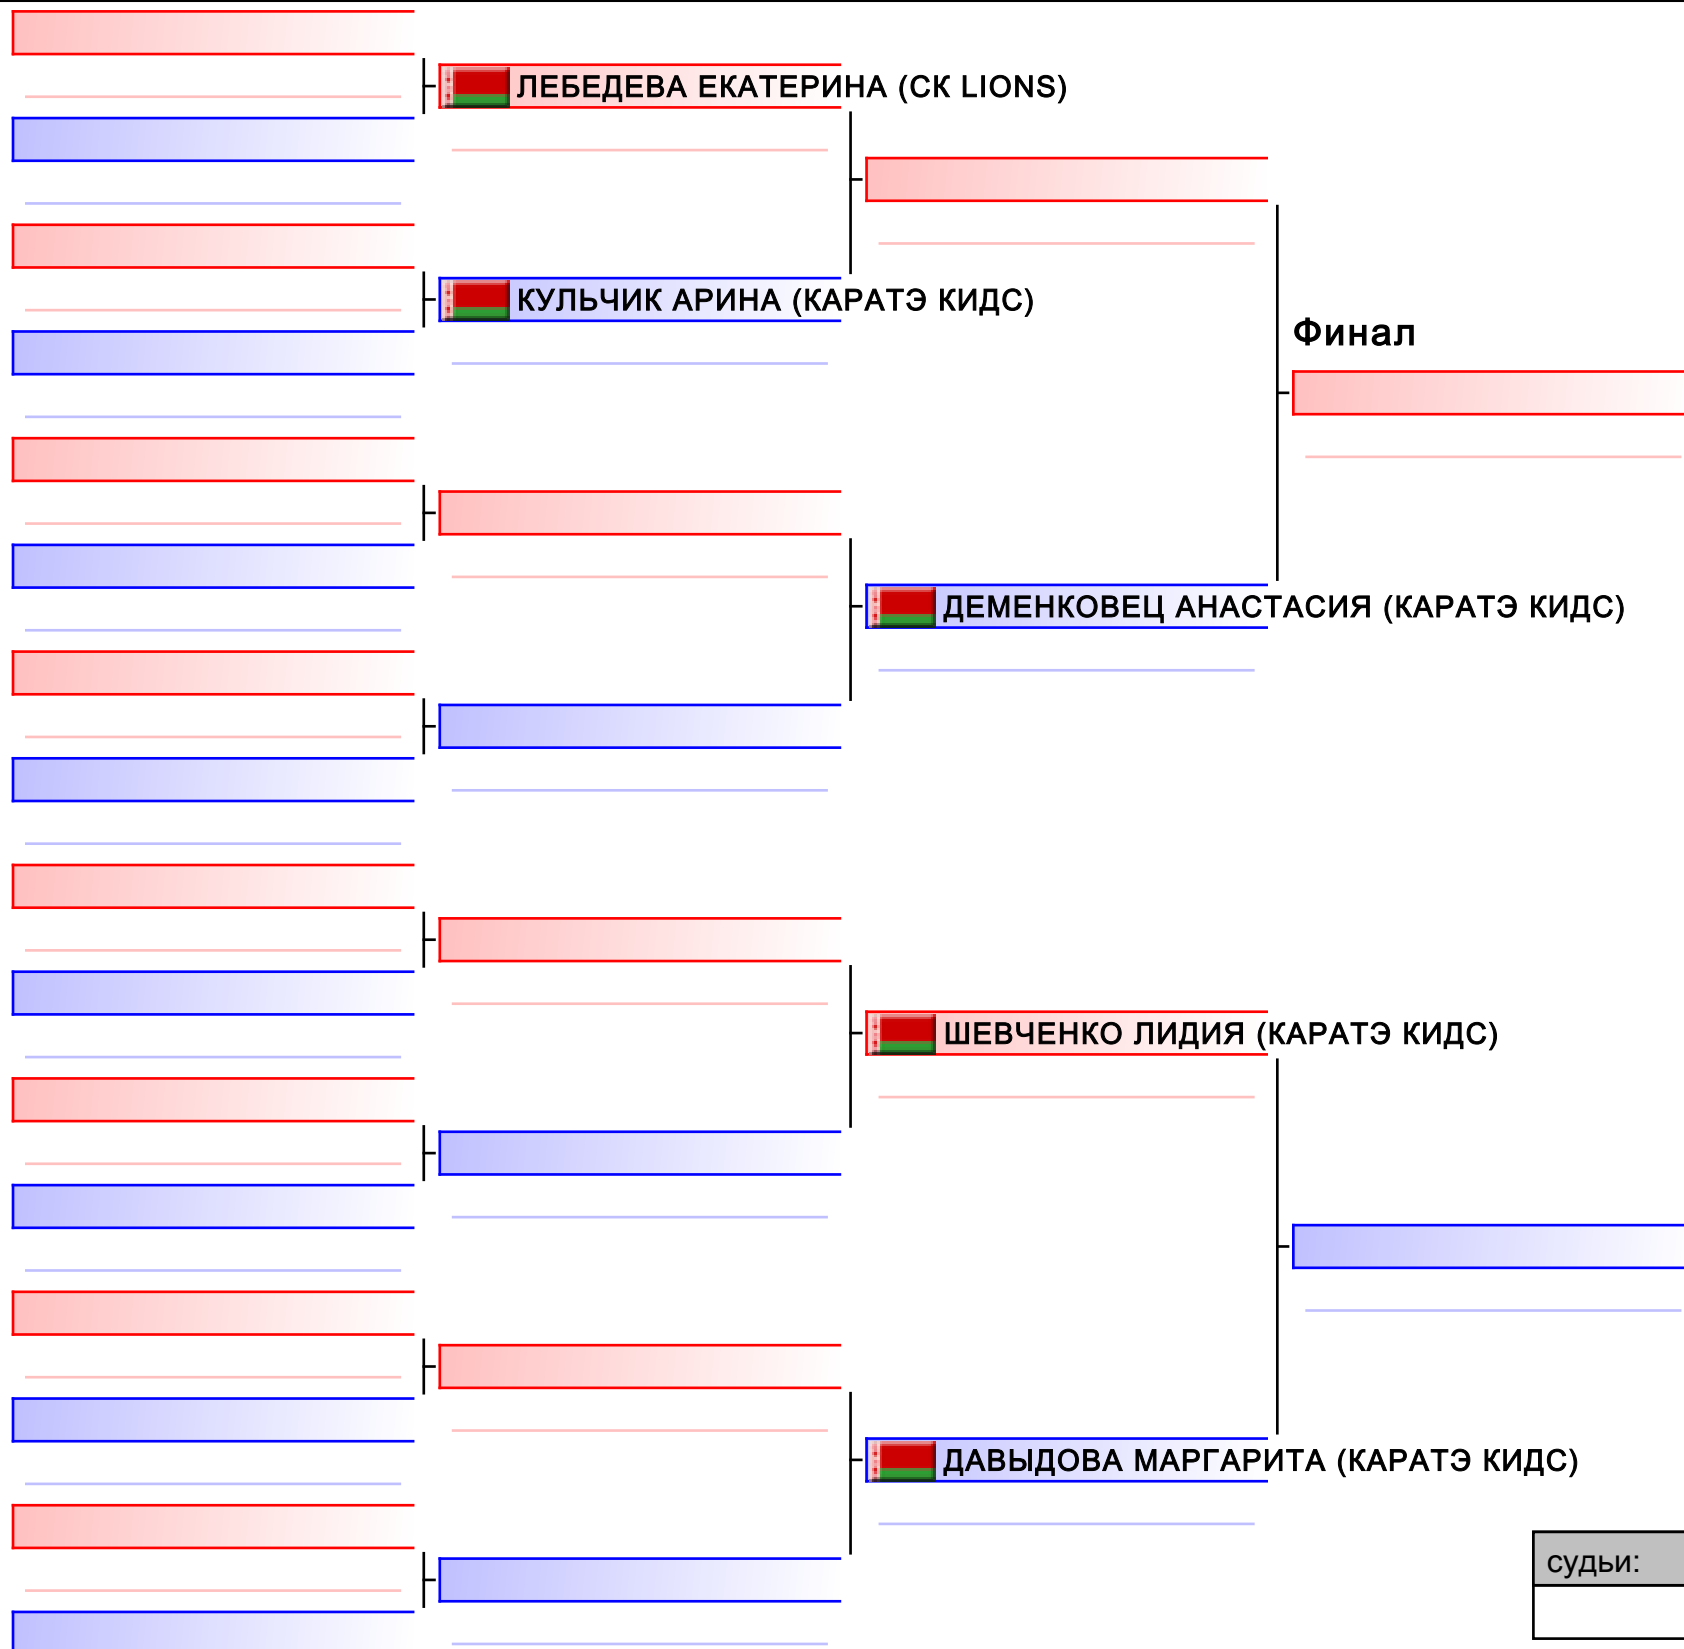 ЛЕБЕДЕВА ЕКАТЕРИНА (СК LIONS)
КУЛЬЧИК АРИНА (КАРАТЭ КИДС)
Финал
ДЕМЕНКОВЕЦ АНАСТАСИЯ (КАРАТЭ КИДС)
ШЕВЧЕНКО ЛИДИЯ (КАРАТЭ КИДС)
ДАВЫДОВА МАРГАРИТА (КАРАТЭ КИДС)
судьи: